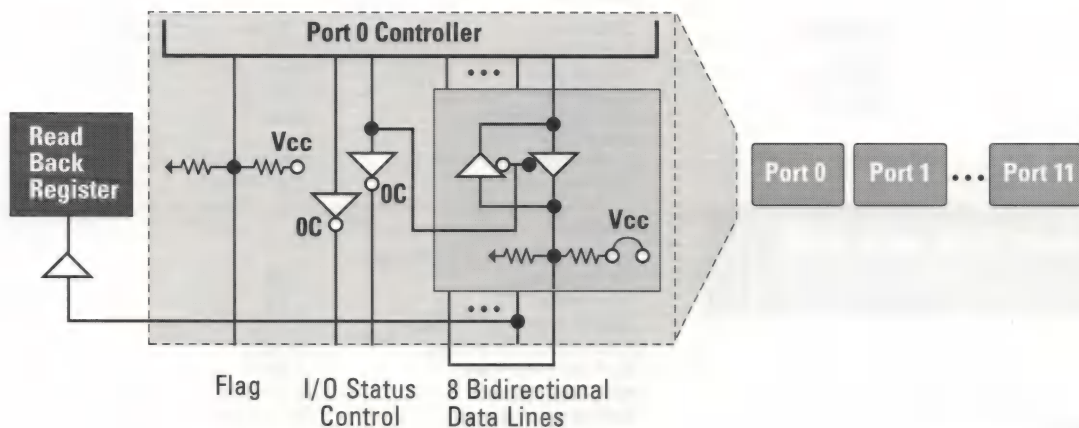 Port 0 Controller
Read
Back
Register
Vcc
OC
OC
Vcc
Port 0
Port 1
Port 11
Flag
I/O Status
Control
8 Bidirectional
Data Lines